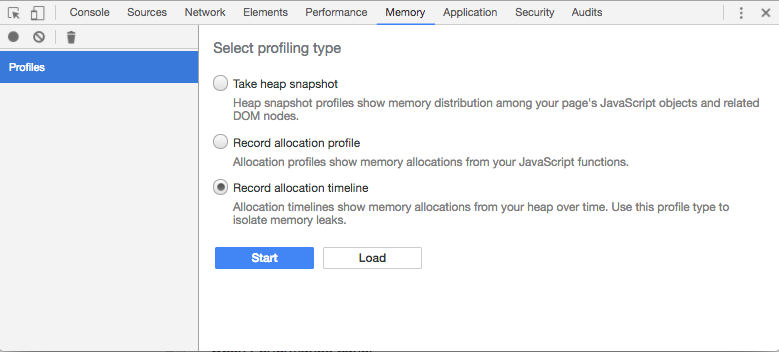 Console Sources Network Elements Performance Memory Application Security Audits
Profiles
Select profiling type
Take heap snapshot
Heap snapshot profiles show memory distribution among your page's JavaScript objects and related
DOM nodes.
Record allocation profile
Allocation profiles show memory allocations from your JavaScript functions.
Record allocation timeline
Allocation timelines show memory allocations from your heap over time. Use this profile type to
isolate memory leaks.
Start Load